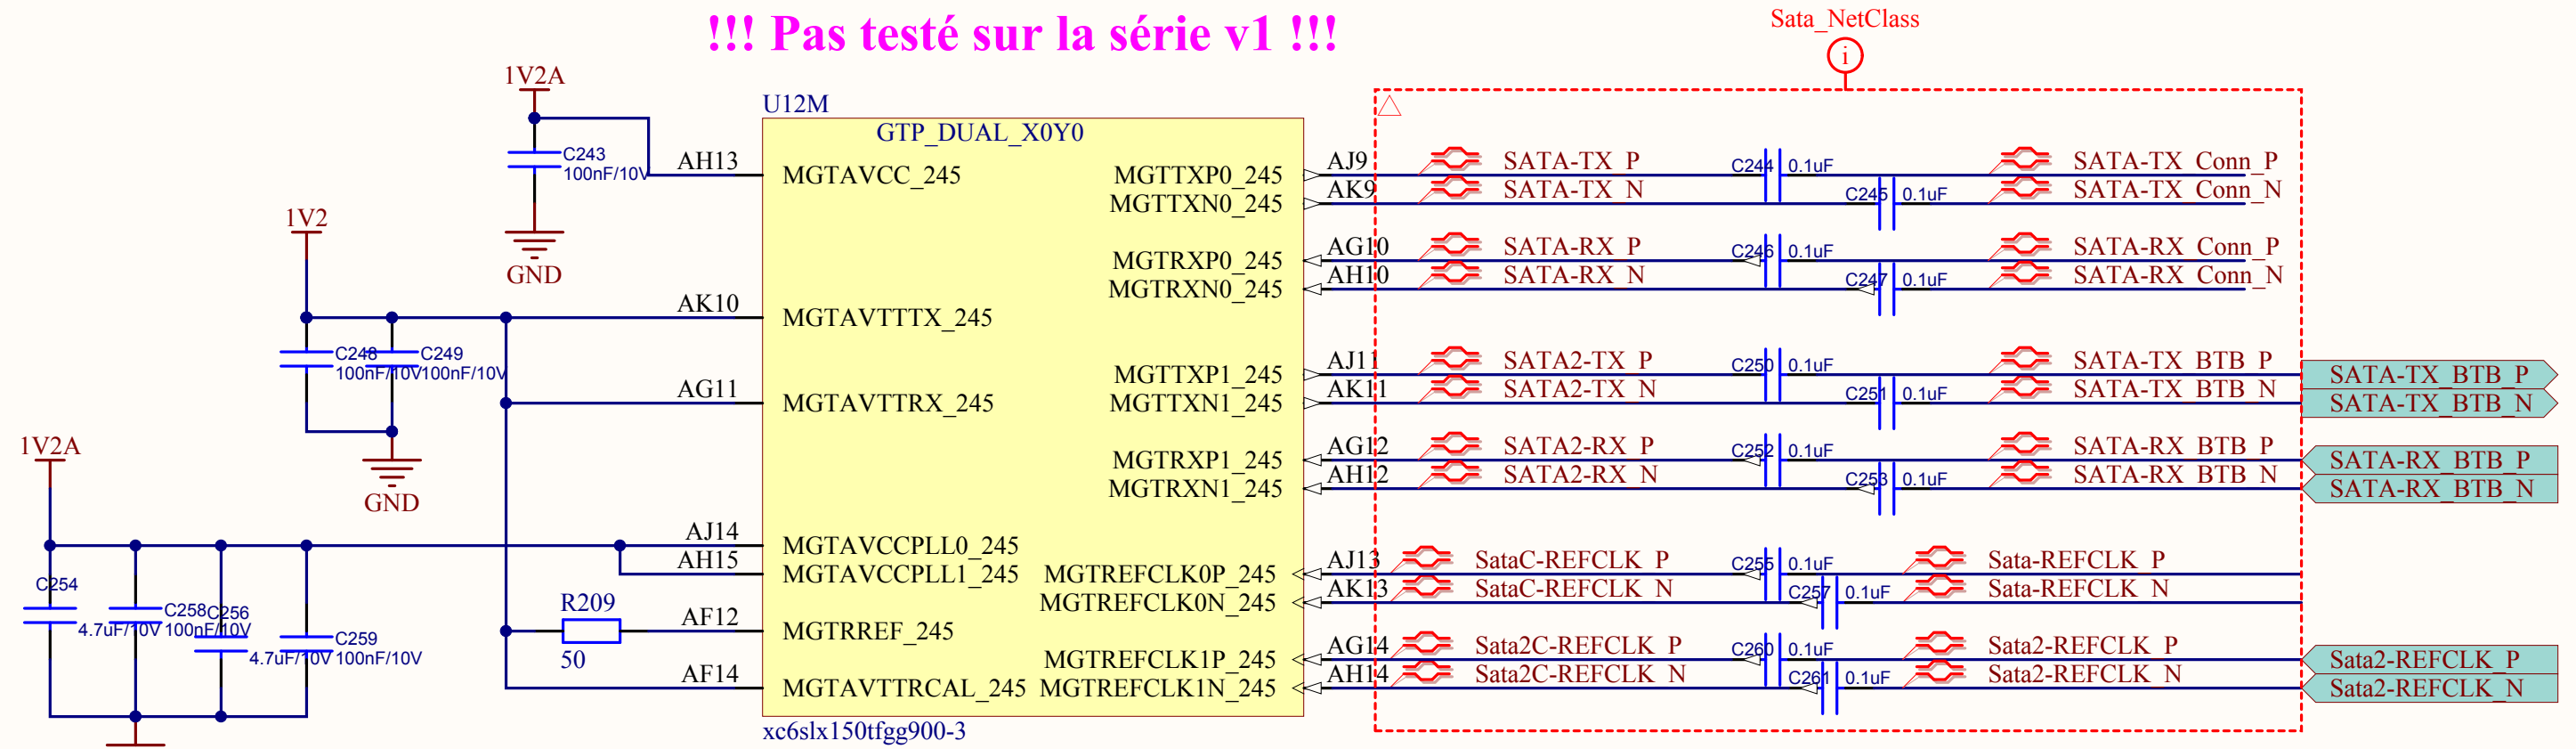 !!! Pas testé sur la série v1 !!!
Sata_NetClass
i
1V2A
C243
100nF/10V
1V2
C248
100nF/10V
C249
100nF/10V
GND
GND
1V2A
C254
4.7uF/10V
C258
100nF/10V
C256
4.7uF/10V
C259
100nF/10V
R209
50
U12M
GTP_DUAL_X0Y0
AH13
MGTAVCC_245
AK10
MGTAVTTTX_245
AG11
MGTAVTTRX_245
AJ14
MGTAVCCPLL0_245
AH15
MGTAVCCPLL1_245
AF12
MGTRREF_245
AF14
MGTAVTTRCAL_245
xc6slx150tfgg900-3
MGTTXP0_245 AJ9 SATA-TX_P C244 0.1uF SATA-TX_Conn_P
MGTTXN0_245 AK9 SATA-TX_N C245 0.1uF SATA-TX_Conn_N
MGTRXP0_245 AG10 SATA-RX_P C246 0.1uF SATA-RX_Conn_P
MGTRXN0_245 AH10 SATA-RX_N C247 0.1uF SATA-RX_Conn_N
MGTTXP1_245 AJ11 SATA2-TX_P C250 0.1uF SATA-TX_BTB_P SATA-TX_BTB_P
MGTTXN1_245 AK11 SATA2-TX_N C251 0.1uF SATA-TX_BTB_N SATA-TX_BTB_N
MGTRXP1_245 AG12 SATA2-RX_P C252 0.1uF SATA-RX_BTB_P SATA-RX_BTB_P
MGTRXN1_245 AH12 SATA2-RX_N C253 0.1uF SATA-RX_BTB_N SATA-RX_BTB_N
MGTREFCLK0P_245 AJ13 SataC-REFCLK_P C255 0.1uF Sata-REFCLK_P
MGTREFCLK0N_245 AK13 SataC-REFCLK_N C257 0.1uF Sata-REFCLK_N
MGTREFCLK1P_245 AG14 Sata2C-REFCLK_P C260 0.1uF Sata2-REFCLK_P Sata2-REFCLK_P
MGTREFCLK1N_245 AH14 Sata2C-REFCLK_N C261 0.1uF Sata2-REFCLK_N Sata2-REFCLK_N